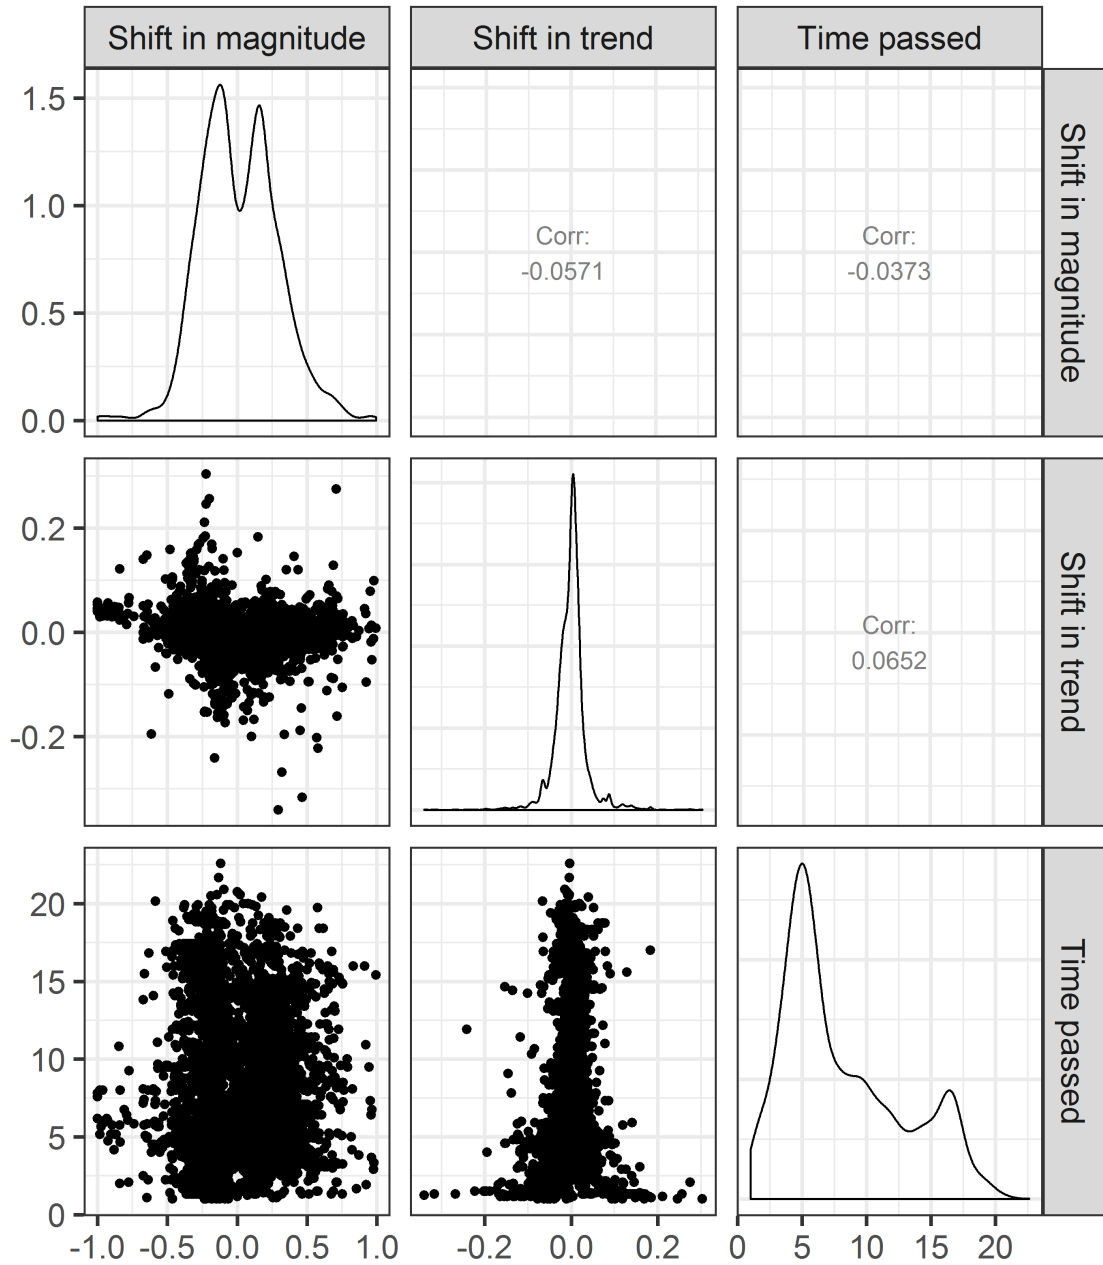 Shift in magnitude
Shift in trend
Time passed
1.5
1.0
0.5
0.0
Corr:
-0.0571
Corr:
-0.0373
Shift in magnitude
0.2
0.0
-0.2
Corr:
0.0652
Shift in trend
20
15
10
5
0
Time passed
-1.0 -0.5 0.0 0.5 1.0
-0.2 0.0 0.2
0 5 10 15 20